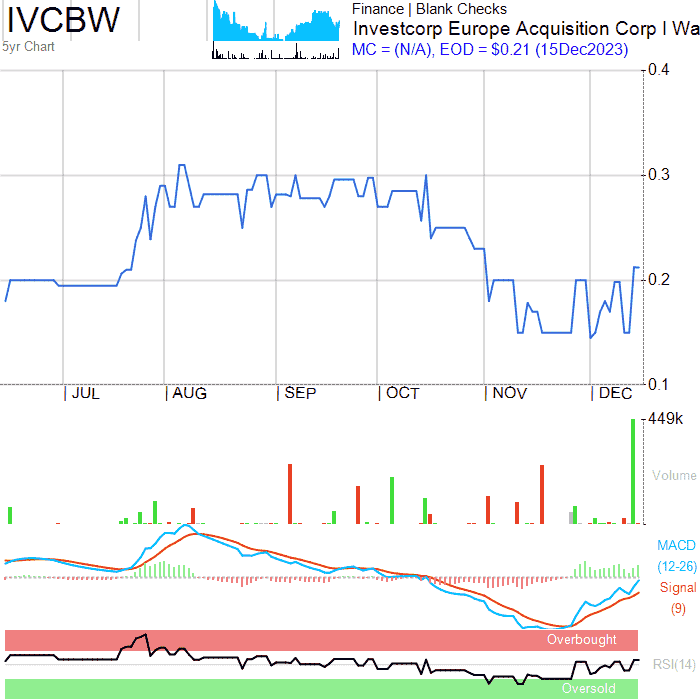 IVCBW
5yr Chart
Finance | Blank Checks
Investcorp Europe Acquisition Corp I Wa
MC = (N/A), EOD = $0.21 (15Dec2023)
0.4
0.3
0.2
0.1
JUL AUG SEP OCT NOV DEC
449k
Volume
MACD
(12-26)
Signal
(9)
Overbought
RSI(14)
Oversold